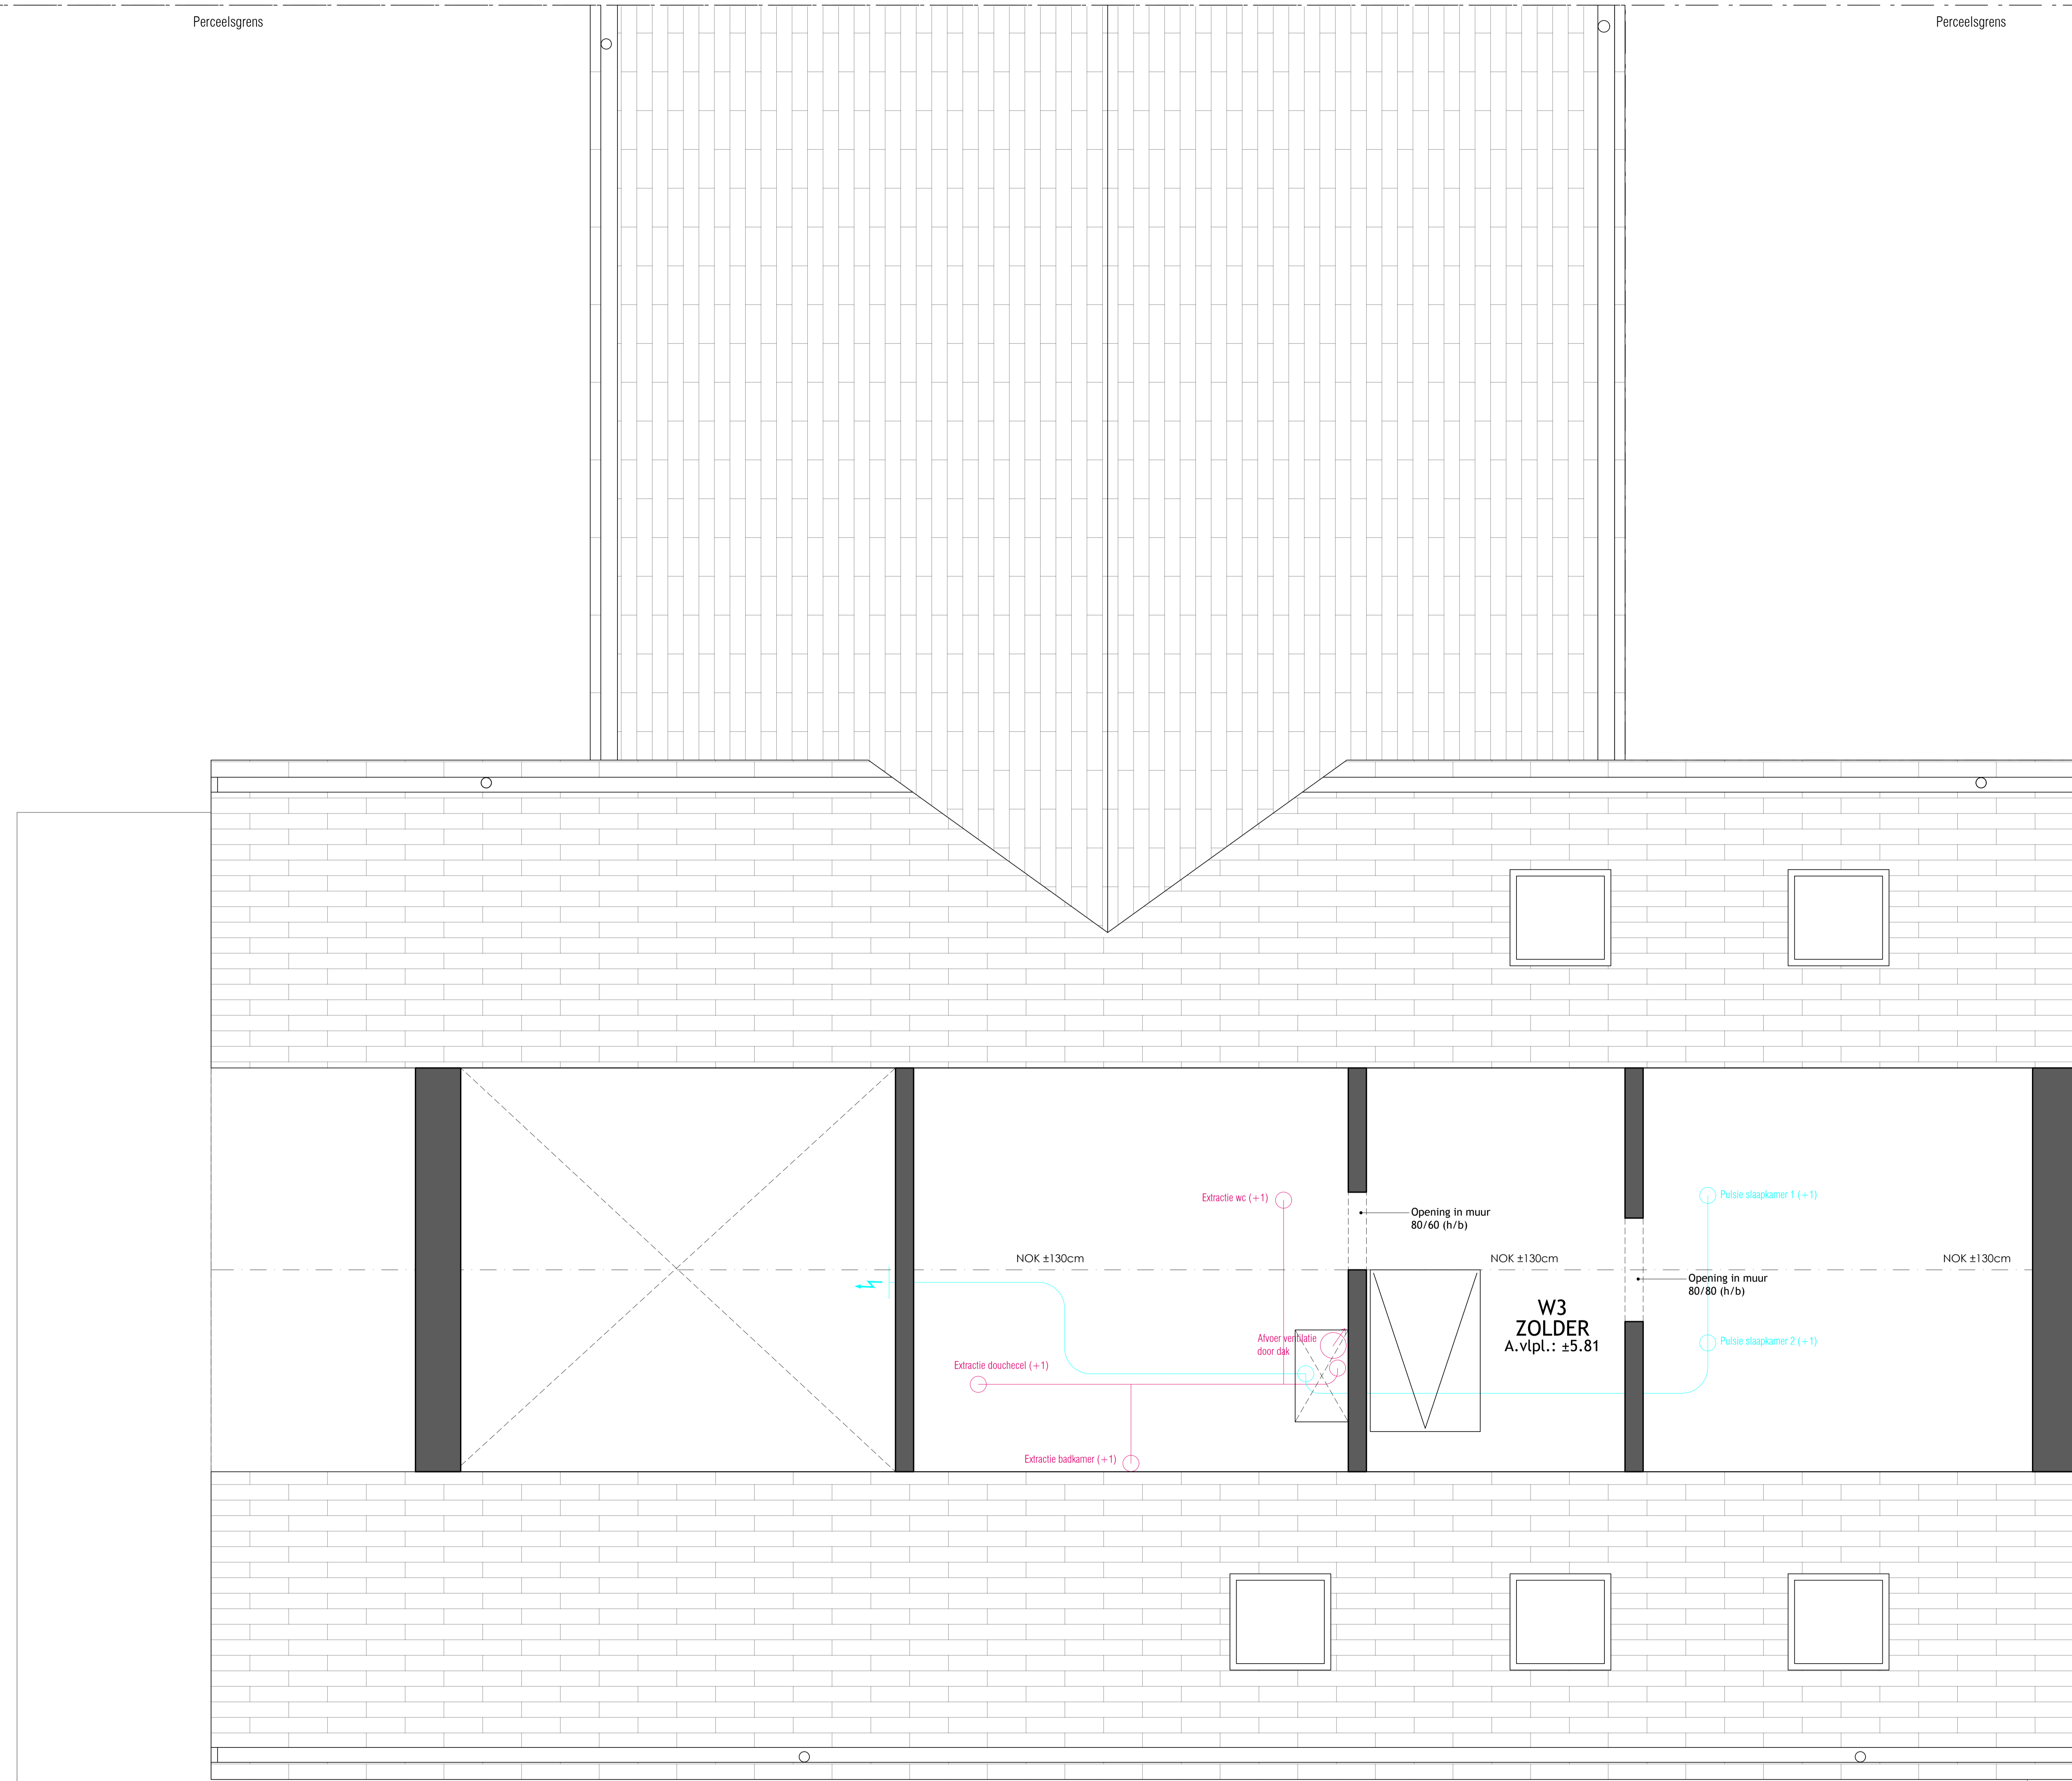 Perceelsgrens
Perceelsgrens
Extractie wc (+1)
Pulsie slaapkamer 1 (+1)
Opening in muur
80/60 (h/b)
NOK ±130cm
NOK ±130cm
NOK ±130cm
Opening in muur
80/80 (h/b)
W3
ZOLDER
A.vlpl.: ±5.81
Afvoer ventilatie
door dak
Pulsie slaapkamer 2 (+1)
Extractie douchecel (+1)
Extractie badkamer (+1)